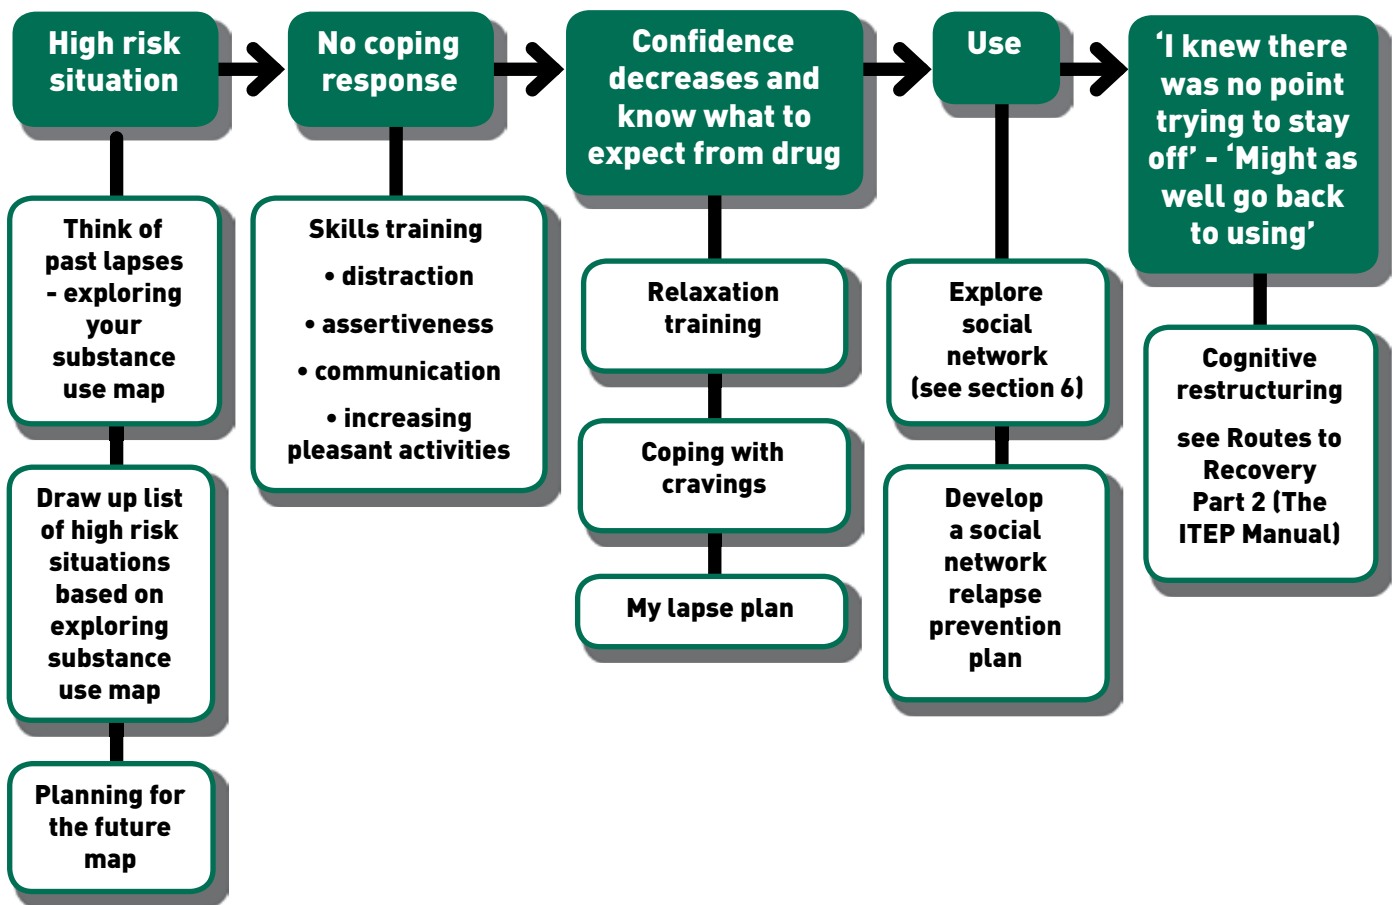 High risk
situation
No coping
response
Confidence
decreases and
know what to
expect from drug
Use
‘I knew there
was no point
trying to stay
off’ - ‘Might as
well go back
to using’
Think of
past lapses
- exploring
your
substance
use map
Draw up list
of high risk
situations
based on
exploring
substance
use map
Planning for
the future
map
Skills training
• distraction
• assertiveness
• communication
• increasing
pleasant activities
Relaxation
training
Coping with
cravings
My lapse plan
Explore
social
network
(see section 6)
Develop
a social
network
relapse
prevention
plan
Cognitive
restructuring
see Routes to
Recovery
Part 2 (The
ITEP Manual)